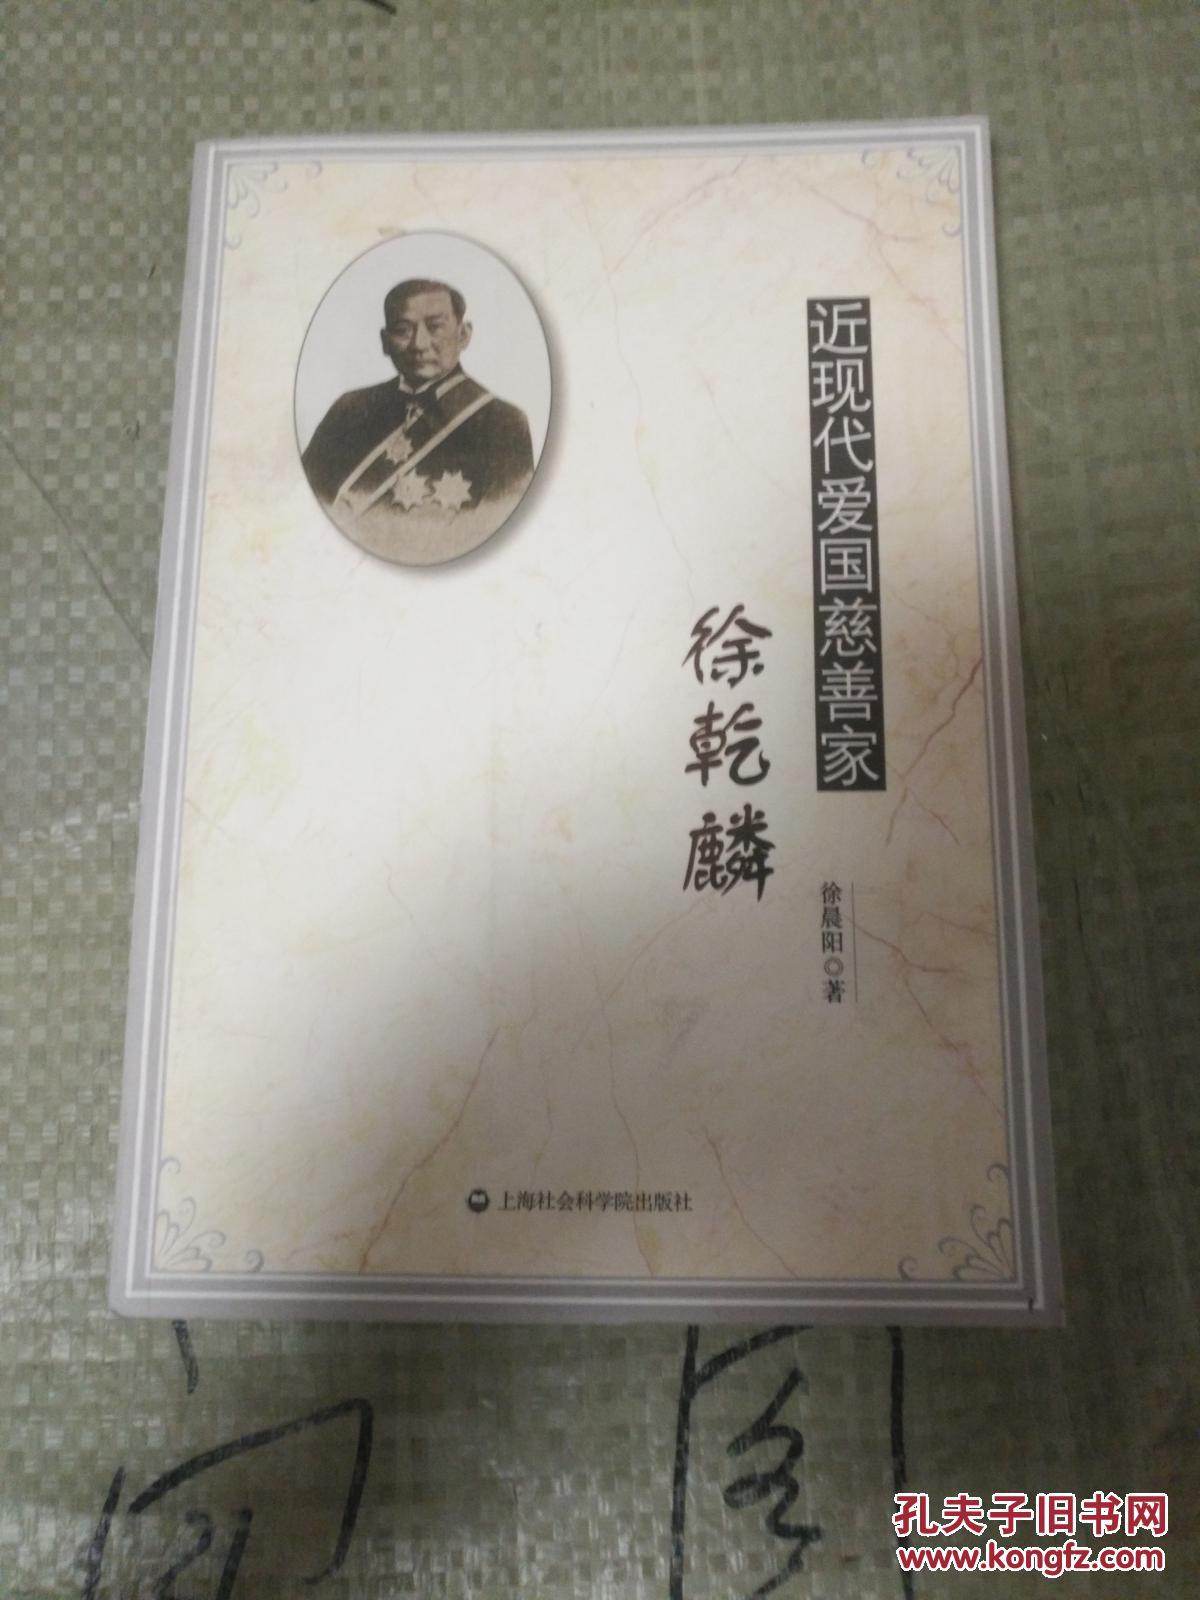 近现代爱国慈善家
徐乾麟
徐晨阳◎著
上海社会科学院出版社
孔夫子旧书网
www.kongfz.com